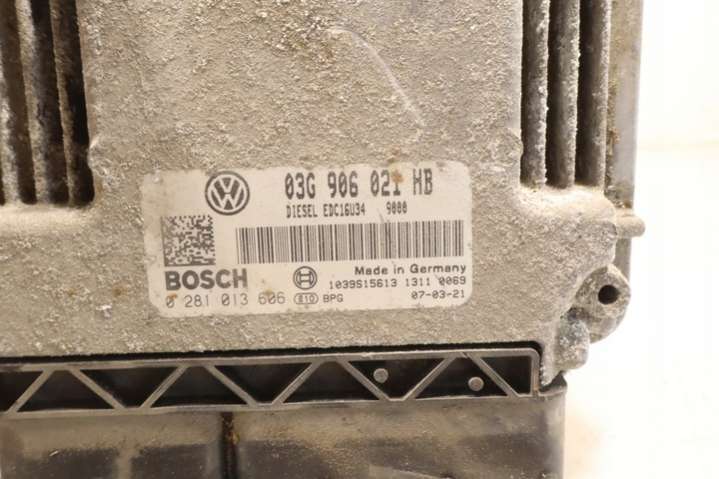 03G 906 021 HB
DIESEL EDC16U34 9000
BOSCH
Made in Germany
1039S15613 1311 0069
0 281 013 606 E10 BPG 07-03-21